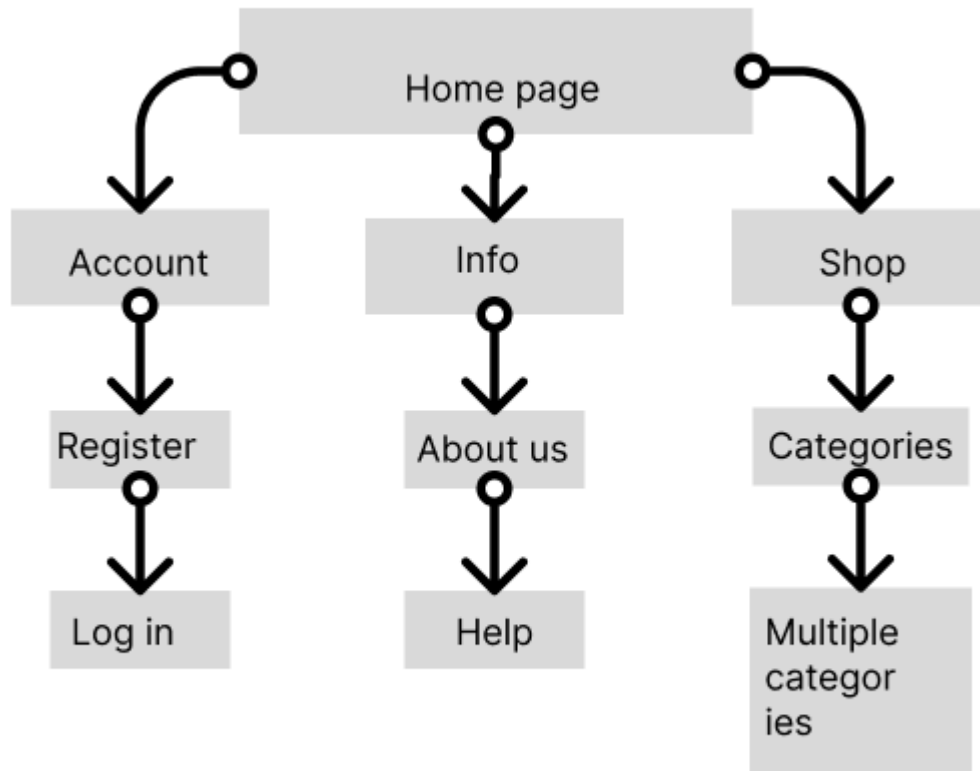 Home page
Account
Info
Shop
Register
About us
Categories
Log in
Help
Multiple
categor
ies